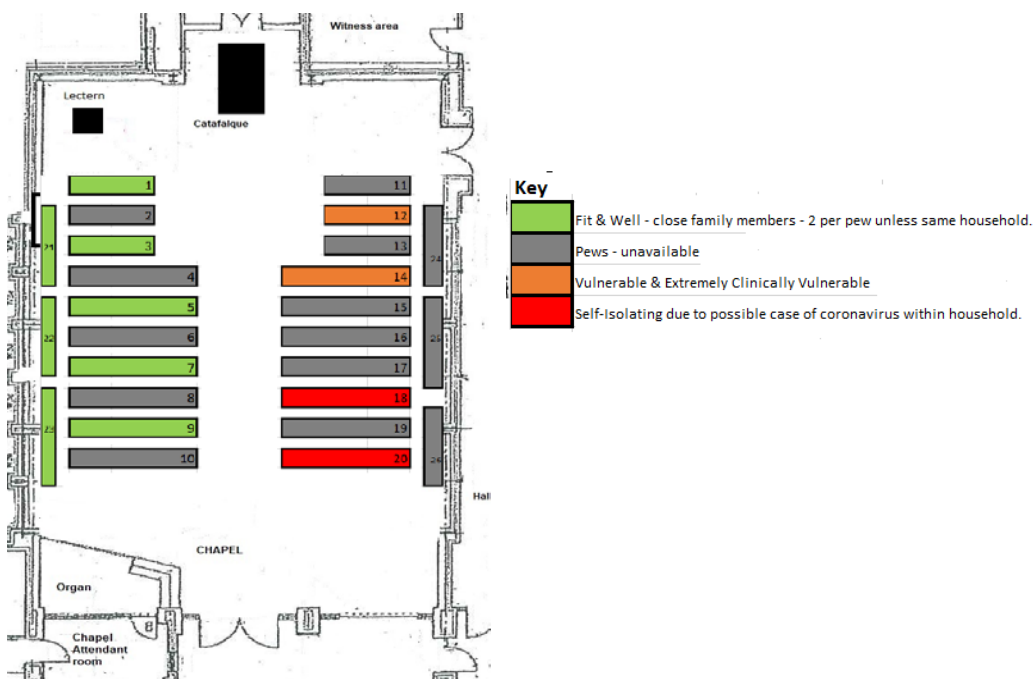 Witness area
Lectern
Catafalque
1
2
3
4
5
6
7
8
9
10
11
12
13
14
15
16
17
18
19
20
21
22
23
24
25
26
Hall
CHAPEL
Organ
8
Chapel
Attendant
room
Key
Fit & Well - close family members - 2 per pew unless same household.
Pews - unavailable
Vulnerable & Extremely Clinically Vulnerable
Self-Isolating due to possible case of coronavirus within household.